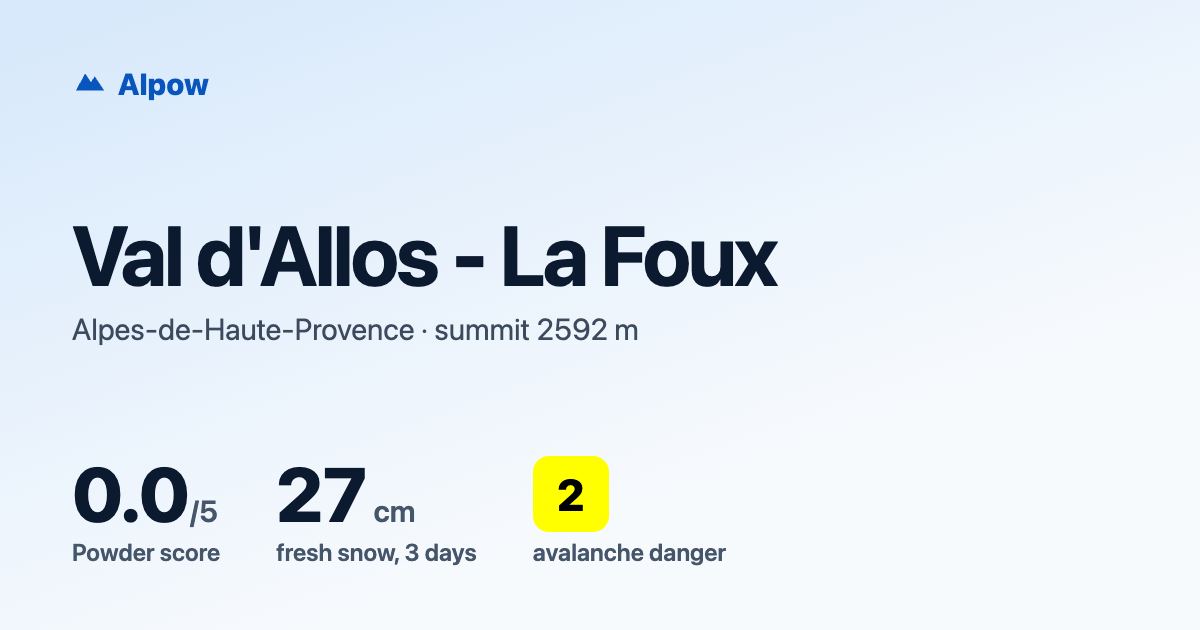 Alpow
Val d'Allos - La Foux
Alpes-de-Haute-Provence · summit 2592 m
0.0/5 27 cm 2
Powder score fresh snow, 3 days avalanche danger